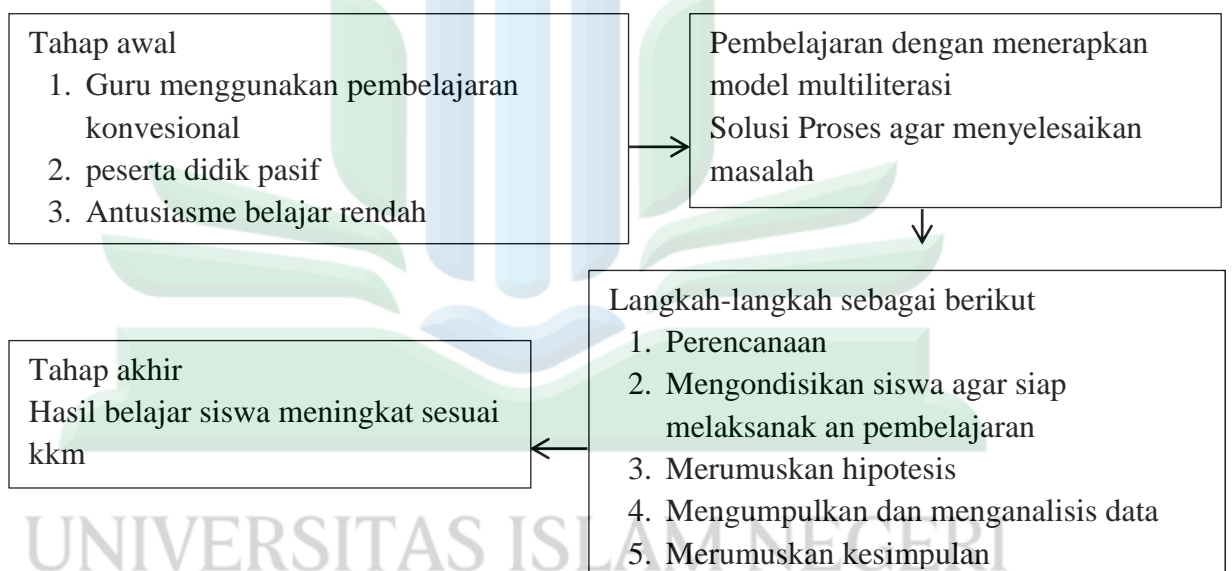 Tahap awal
1. Guru menggunakan pembelajaran
konvesional
2. peserta didik pasif
3. Antusiasme belajar rendah
Pembelajaran dengan menerapkan
model multiliterasi
Solusi Proses agar menyelesaikan
masalah
Langkah-langkah sebagai berikut
1. Perencanaan
2. Mengondisikan siswa agar siap
melaksanak an pembelajaran
3. Merumuskan hipotesis
4. Mengumpulkan dan menganalisis data
5. Merumuskan kesimpulan
Tahap akhir
Hasil belajar siswa meningkat sesuai
kkm
UNIVERSITAS ISLAM NEGERI